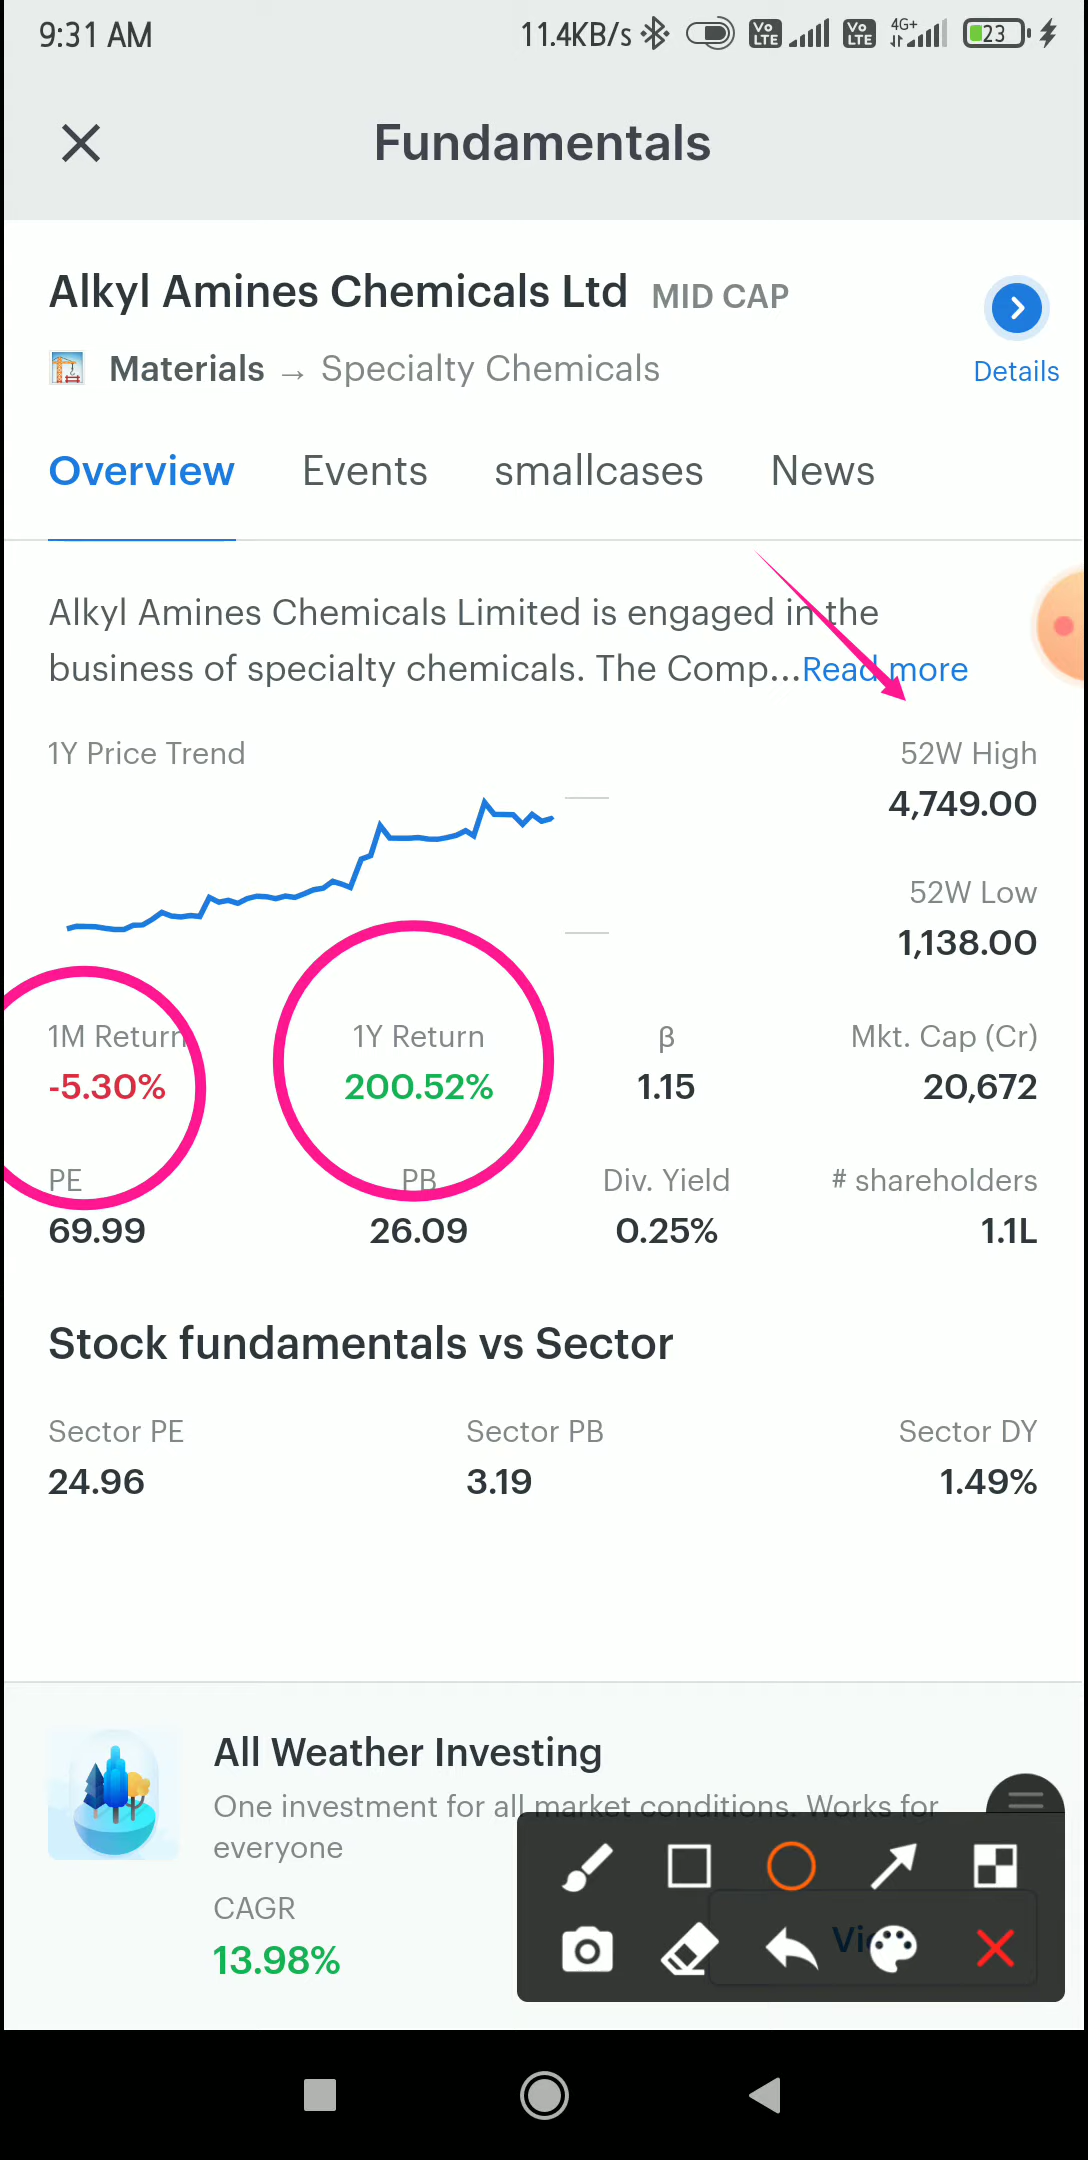 9:31 AM 11.4KB/s Vo LTE Vo LTE 4G+ 23
Fundamentals
Alkyl Amines Chemicals Ltd MID CAP
Materials → Specialty Chemicals
Details
Overview Events smallcases News
Alkyl Amines Chemicals Limited is engaged in the
business of specialty chemicals. The Comp...Read more
1Y Price Trend
52W High
4,749.00
52W Low
1,138.00
1M Return 1Y Return β Mkt. Cap (Cr)
-5.30% 200.52% 1.15 20,672
PE PB Div. Yield # shareholders
69.99 26.09 0.25% 1.1L
Stock fundamentals vs Sector
Sector PE Sector PB Sector DY
24.96 3.19 1.49%
All Weather Investing
One investment for all market conditions. Works for
everyone
CAGR
13.98%